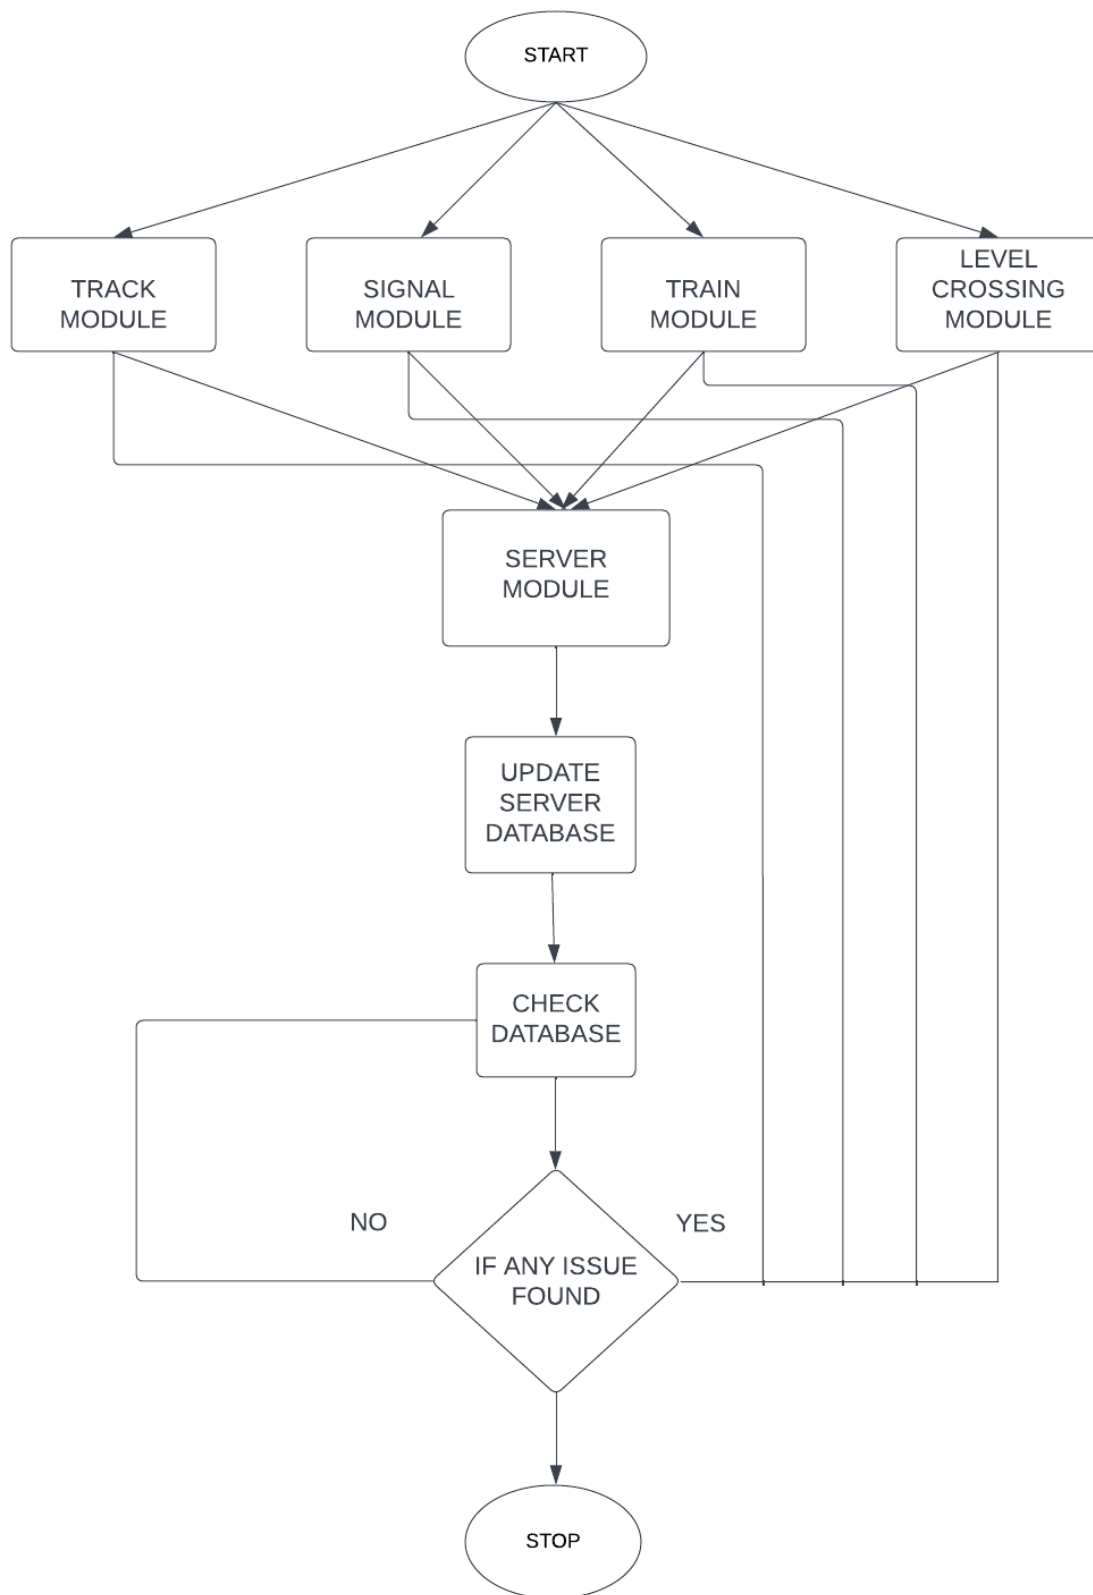 START
TRACK
MODULE
SIGNAL
MODULE
TRAIN
MODULE
LEVEL
CROSSING
MODULE
SERVER
MODULE
UPDATE
SERVER
DATABASE
CHECK
DATABASE
NO
YES
IF ANY ISSUE
FOUND
STOP